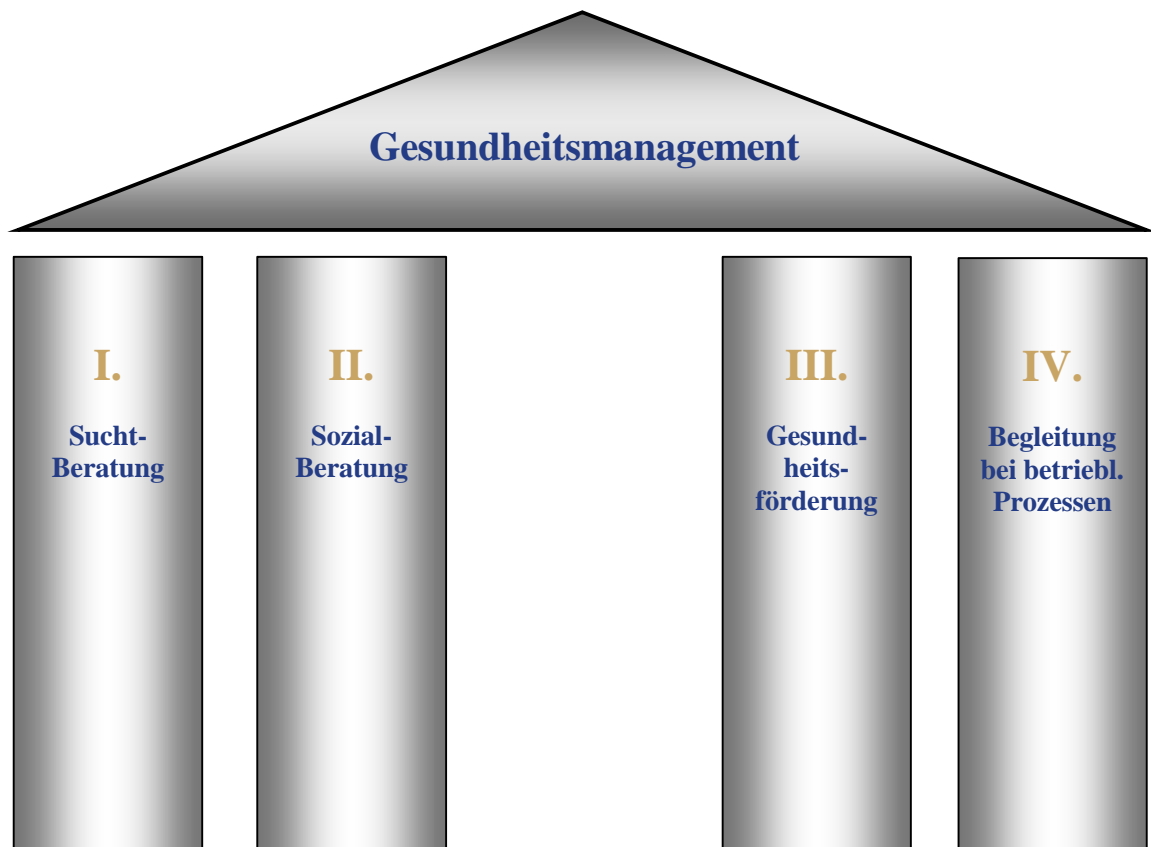 Gesundheitsmanagement
I.
Sucht-
Beratung
II.
Sozial-
Beratung
III.
Gesund-
heits-
förderung
IV.
Begleitung
bei betriebl.
Prozessen